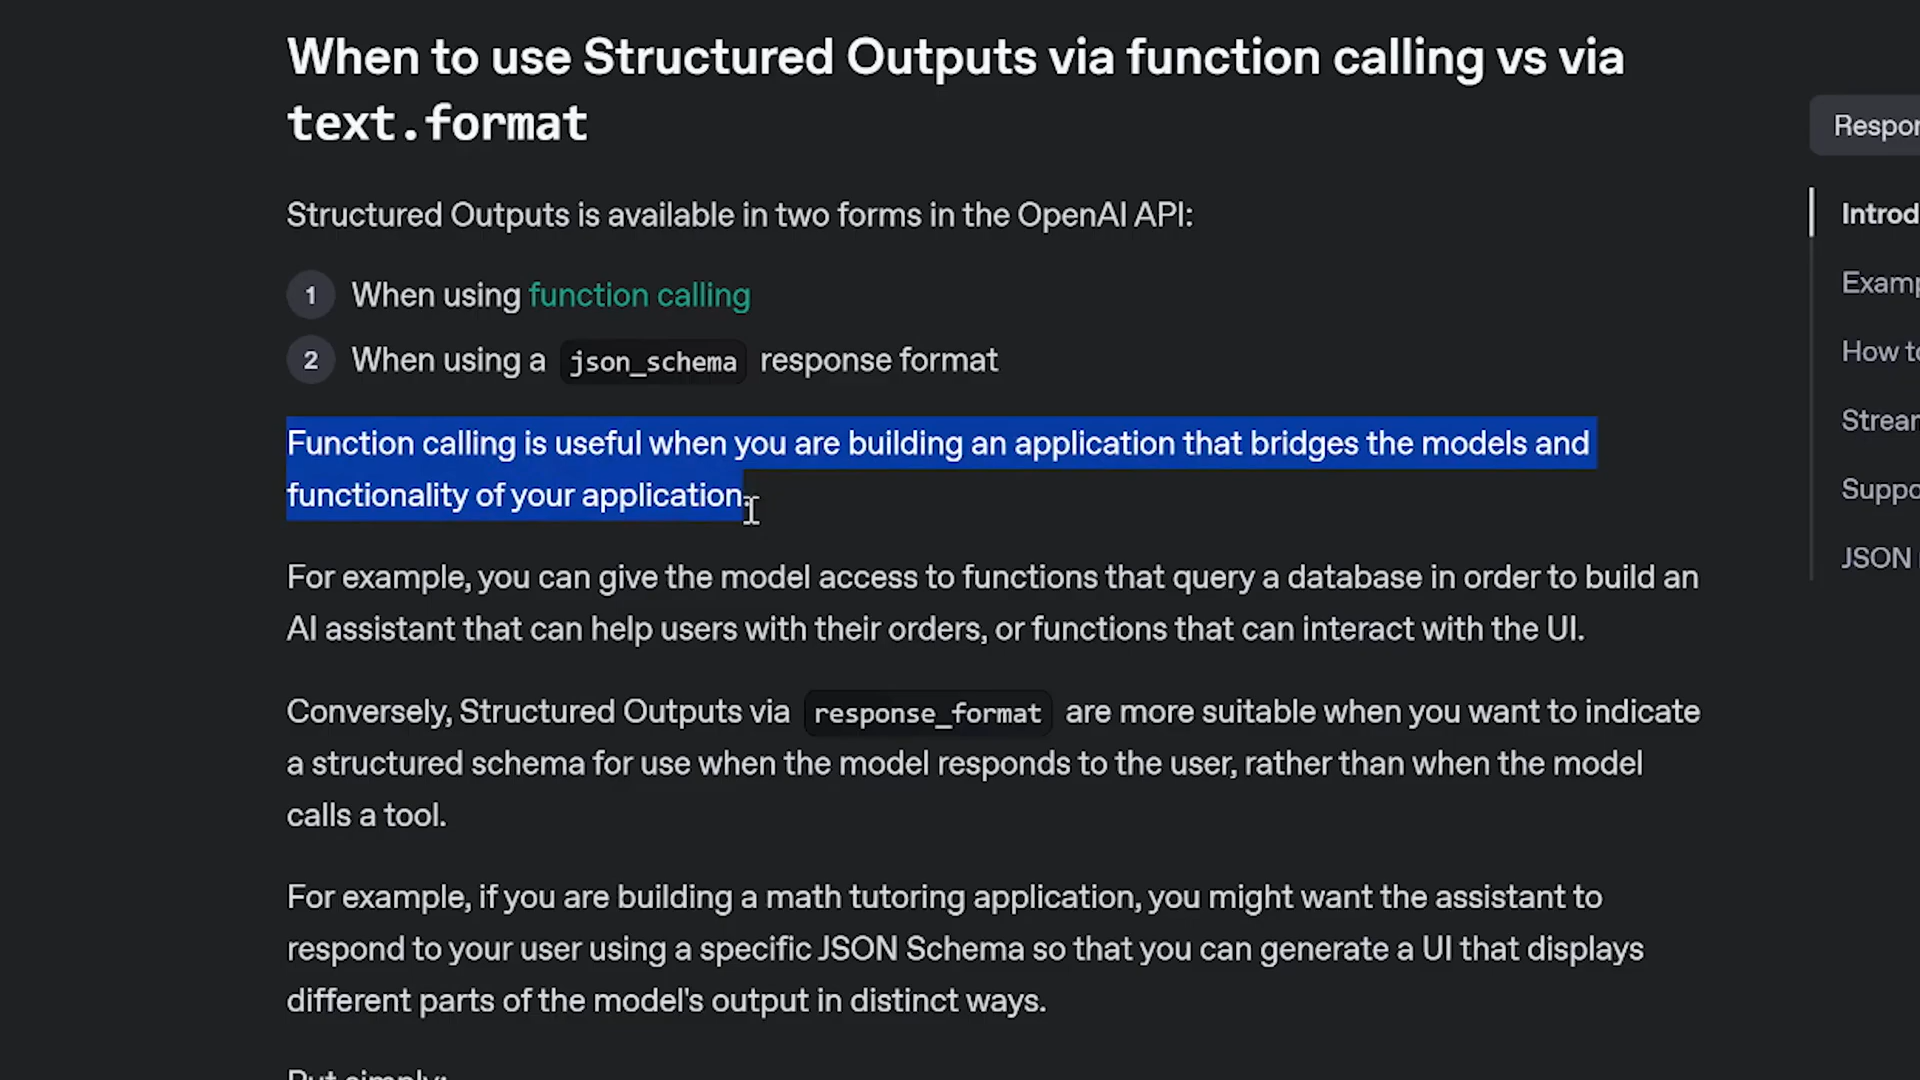 When to use Structured Outputs via function calling vs via
text.format
Structured Outputs is available in two forms in the OpenAI API:
1 When using function calling
2 When using a json_schema response format
Function calling is useful when you are building an application that bridges the models and
functionality of your application.
For example, you can give the model access to functions that query a database in order to build an
AI assistant that can help users with their orders, or functions that can interact with the UI.
Conversely, Structured Outputs via response_format are more suitable when you want to indicate
a structured schema for use when the model responds to the user, rather than when the model
calls a tool.
For example, if you are building a math tutoring application, you might want the assistant to
respond to your user using a specific JSON Schema so that you can generate a UI that displays
different parts of the model's output in distinct ways.
Put simply:
Respon
Introd
Examp
How to
Strear
Suppo
JSON